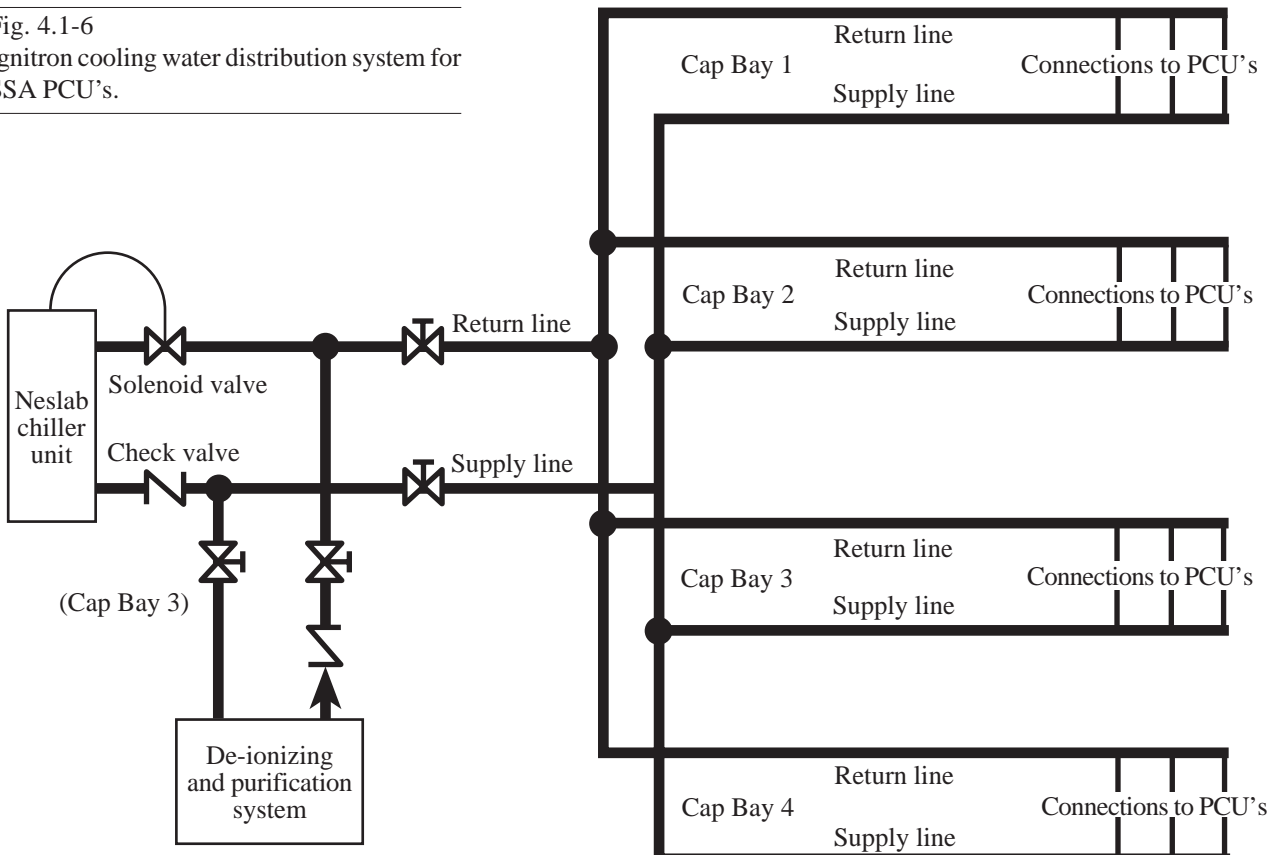 Fig. 4.1-6
gnitron cooling water distribution system for
SSA PCU's.
Return line
Cap Bay 1
Connections to PCU's
Supply line
Return line
Cap Bay 2
Connections to PCU's
Supply line
Return line
Solenoid valve
Neslab
chiller
unit
Check valve
Supply line
Return line
Cap Bay 3
Connections to PCU's
Supply line
(Cap Bay 3)
De-ionizing
and purification
system
Return line
Cap Bay 4
Connections to PCU's
Supply line